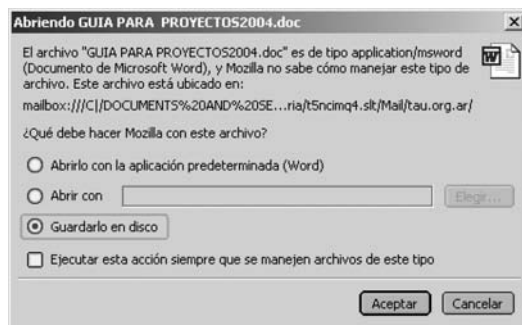 Abriendo GUIA PARA PROYECTOS2004.doc
El archivo "GUIA PARA PROYECTOS2004.doc" es de tipo application/msword
(Documento de Microsoft Word), y Mozilla no sabe cómo manejar este tipo de
archivo. Este archivo está ubicado en:
mailbox:///C|/DOCUMENTS%20AND%20SE...ria/t5ncimq4.slt/Mail/tau.org.ar/
¿Qué debe hacer Mozilla con este archivo?
Abrirlo con la aplicación predeterminada (Word)
Abrir con
Elegir...
Guardarlo en disco
Ejecutar esta acción siempre que se manejen archivos de este tipo
Aceptar
Cancelar